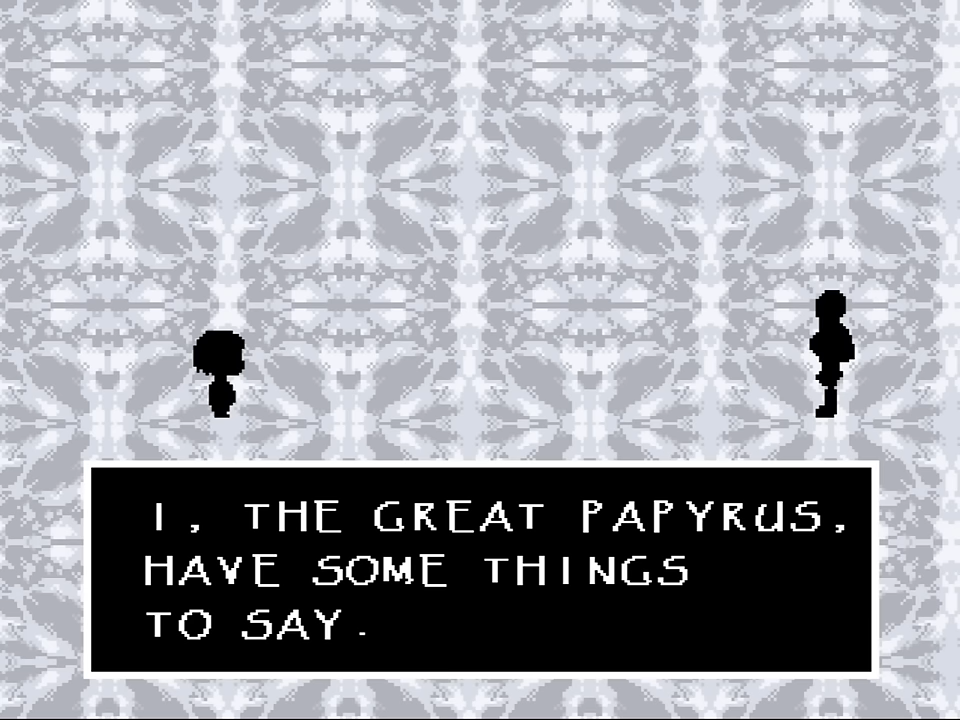 I, THE GREAT PAPYRUS,
HAVE SOME THINGS
TO SAY.